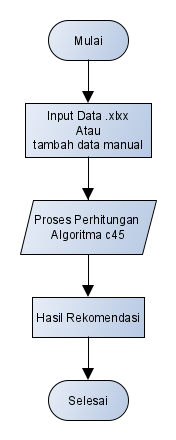 Mulai
Input Data .xlxx
Atau
tambah data manual
Proses Perhitungan
Algoritma c45
Hasil Rekomendasi
Selesai